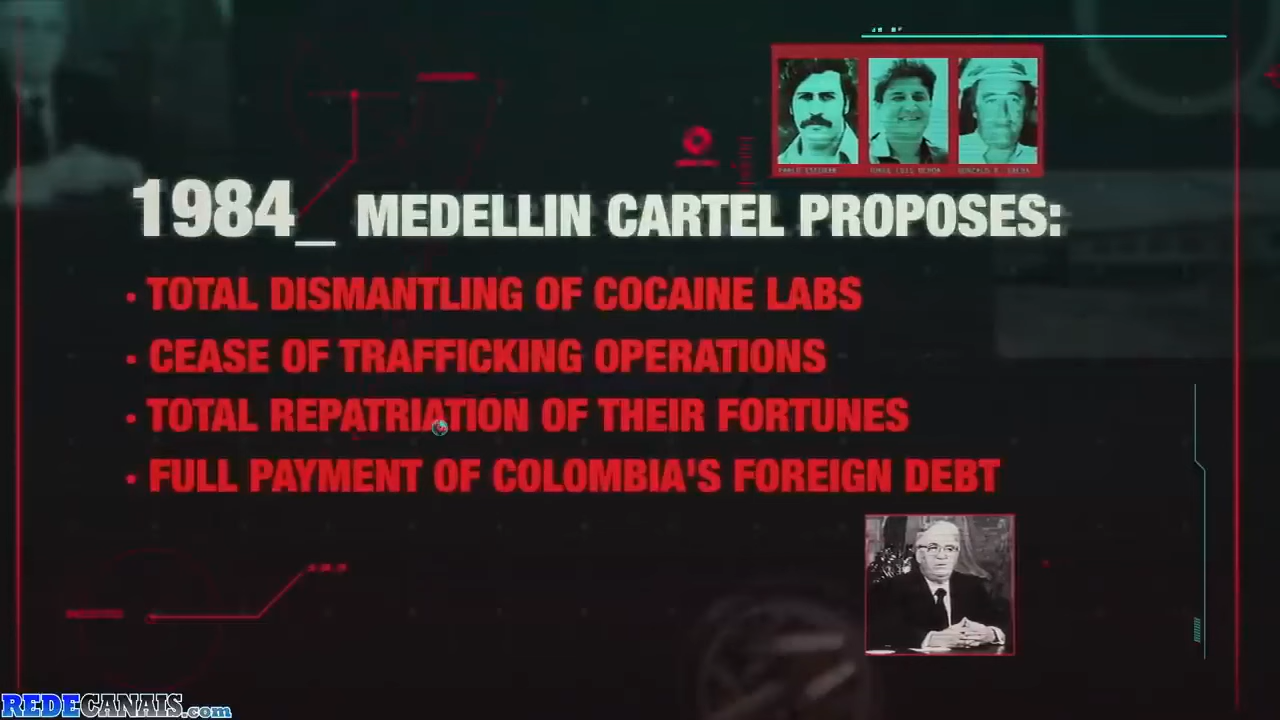 1984_ MEDELLIN CARTEL PROPOSES:
· TOTAL DISMANTLING OF COCAINE LABS
· CEASE OF TRAFFICKING OPERATIONS
· TOTAL REPATRIATION OF THEIR FORTUNES
· FULL PAYMENT OF COLOMBIA'S FOREIGN DEBT
REDECANAIS.com